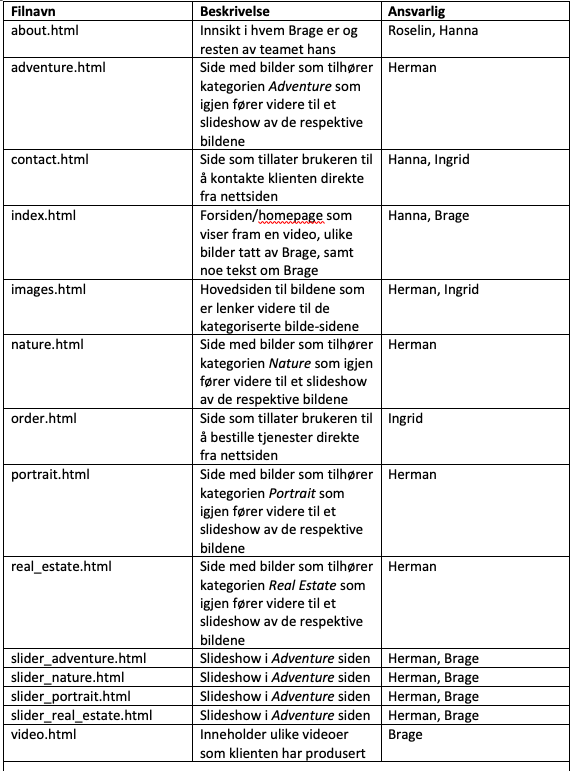 Filnavn Beskrivelse Ansvarlig
about.html Innsikt i hvem Brage er og Roselin, Hanna
resten av teamet hans
adventure.html Side med bilder som tilhører Herman
kategorien Adventure som
igjen fører videre til et
slideshow av de respektive
bildene
contact.html Side som tillater brukeren til Hanna, Ingrid
å kontakte klienten direkte
fra nettsiden
index.html Forsiden/homepage som Hanna, Brage
viser fram en video, ulike
bilder tatt av Brage, samt
noe tekst om Brage
images.html Hovedsiden til bildene som Herman, Ingrid
er lenker videre til de
kategoriserte bilde-sidene
nature.html Side med bilder som tilhører Herman
kategorien Nature som igjen
fører videre til et slideshow
av de respektive bildene
order.html Side som tillater brukeren til Ingrid
å bestille tjenester direkte
fra nettsiden
portrait.html Side med bilder som tilhører Herman
kategorien Portrait som
igjen fører videre til et
slideshow av de respektive
bildene
real_estate.html Side med bilder som tilhører Herman
kategorien Real Estate som
igjen fører videre til et
slideshow av de respektive
bildene
slider_adventure.html Slideshow i Adventure siden Herman, Brage
slider_nature.html Slideshow i Adventure siden Herman, Brage
slider_portrait.html Slideshow i Adventure siden Herman, Brage
slider_real_estate.html Slideshow i Adventure siden Herman, Brage
video.html Inneholder ulike videoer Brage
som klienten har produsert